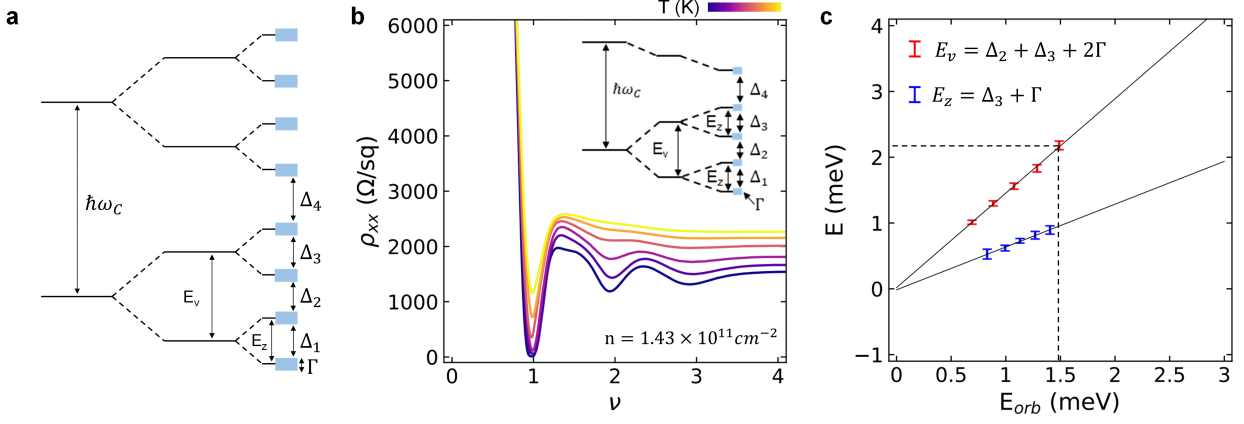 a
ħω_C
E_v
E_z
Δ_4
Δ_3
Δ_2
Δ_1
Γ
b
T (K)
6000
5000
4000
3000
2000
1000
0
ρ_xx (Ω/sq)
0
1
2
3
4
ν
ħω_C
E_v
E_z
E_z
Δ_4
Δ_3
Δ_2
Δ_1
Γ
n = 1.43 × 10^11 cm^−2
c
4
3
2
1
0
−1
E (meV)
E_v = Δ_2 + Δ_3 + 2Γ
E_z = Δ_3 + Γ
0
0.5
1
1.5
2
2.5
3
E_orb (meV)